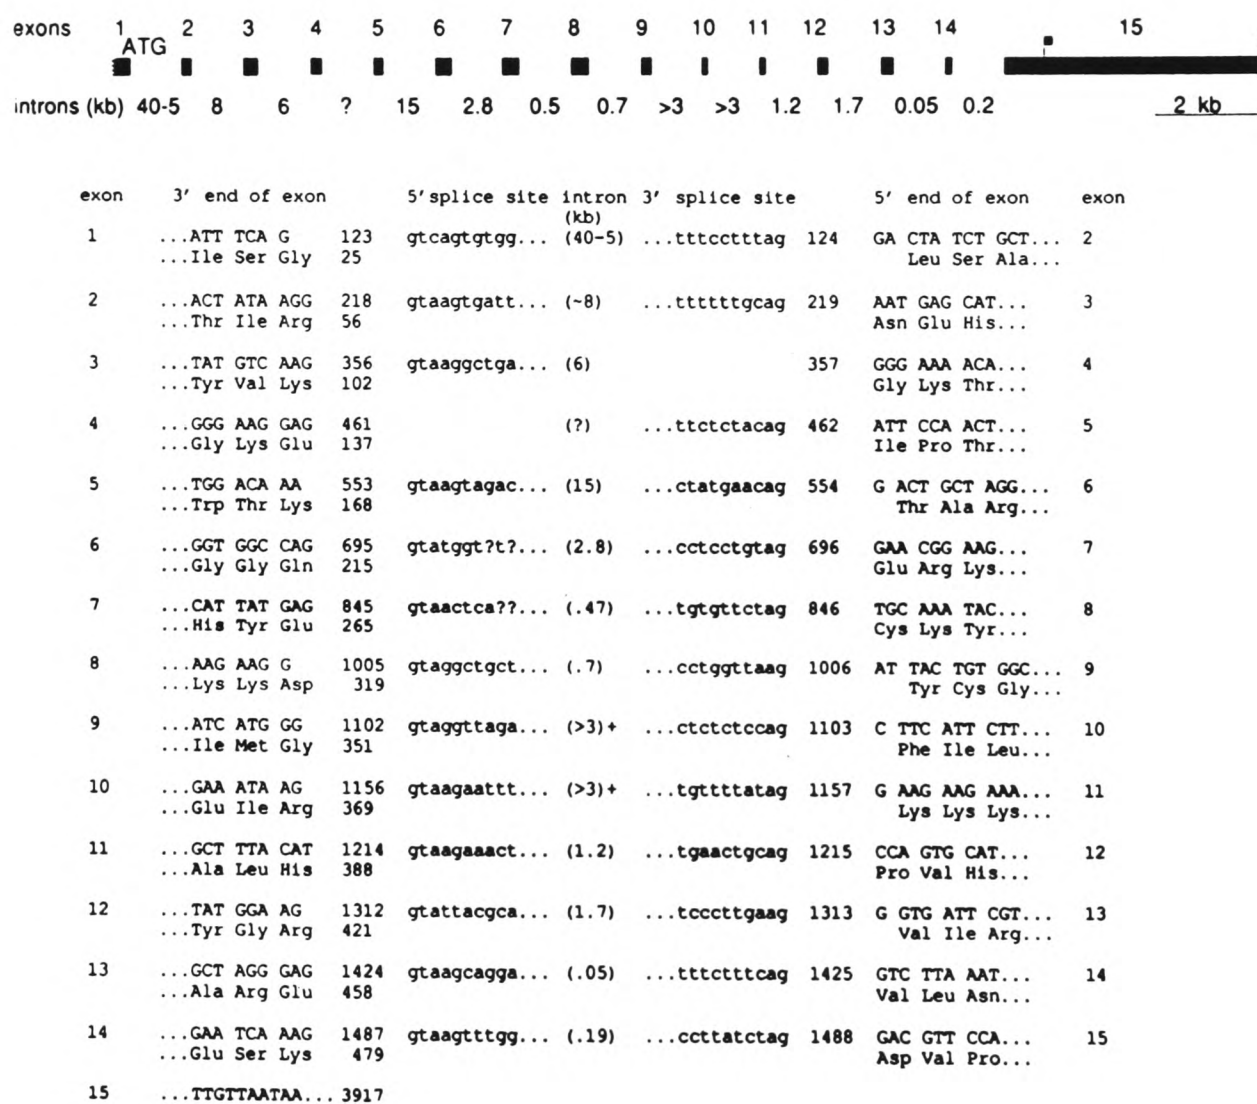 exons 1 2 3 4 5 6 7 8 9 10 11 12 13 14 15
ATG
introns (kb) 40-5 8 6 ? 15 2.8 0.5 0.7 >3 >3 1.2 1.7 0.05 0.2 2 kb
exon 3' end of exon 5'splice site intron 3' splice site 5' end of exon exon
(kb)
1 ...ATT TCA G 123 gtcagtgtgg... (40-5) ...tttcctttag 124 GA CTA TCT GCT... 2
...Ile Ser Gly 25 Leu Ser Ala...
2 ...ACT ATA AGG 218 gtaagtgatt... (~8) ...ttttttgcag 219 AAT GAG CAT... 3
...Thr Ile Arg 56 Asn Glu His...
3 ...TAT GTC AAG 356 gtaaggctga... (6) 357 GGG AAA ACA... 4
...Tyr Val Lys 102 Gly Lys Thr...
4 ...GGG AAG GAG 461 (?) ...ttctctacag 462 ATT CCA ACT... 5
...Gly Lys Glu 137 Ile Pro Thr...
5 ...TGG ACA AA 553 gtaagtagac... (15) ...ctatgaacag 554 G ACT GCT AGG... 6
...Trp Thr Lys 168 Thr Ala Arg...
6 ...GGT GGC CAG 695 gtatggt?t?... (2.8) ...cctcctgtag 696 GAA CGG AAG... 7
...Gly Gly Gln 215 Glu Arg Lys...
7 ...CAT TAT GAG 845 gtaactca??... (.47) ...tgtgttctag 846 TGC AAA TAC... 8
...His Tyr Glu 265 Cys Lys Tyr...
8 ...AAG AAG G 1005 gtaggctgct... (.7) ...cctggttaag 1006 AT TAC TGT GGC... 9
...Lys Lys Asp 319 Tyr Cys Gly...
9 ...ATC ATG GG 1102 gtaggttaga... (>3)+ ...ctctctccag 1103 C TTC ATT CTT... 10
...Ile Met Gly 351 Phe Ile Leu...
10 ...GAA ATA AG 1156 gtaagaattt... (>3)+ ...tgttttatag 1157 G AAG AAG AAA... 11
...Glu Ile Arg 369 Lys Lys Lys...
11 ...GCT TTA CAT 1214 gtaagaaact... (1.2) ...tgaactgcag 1215 CCA GTG CAT... 12
...Ala Leu His 388 Pro Val His...
12 ...TAT GGA AG 1312 gtattacgca... (1.7) ...tcccttgaag 1313 G GTG ATT CGT... 13
...Tyr Gly Arg 421 Val Ile Arg...
13 ...GCT AGG GAG 1424 gtaagcagga... (.05) ...tttctttcag 1425 GTC TTA AAT... 14
...Ala Arg Glu 458 Val Leu Asn...
14 ...GAA TCA AAG 1487 gtaagtttgg... (.19) ...ccttatctag 1488 GAC GTT CCA... 15
...Glu Ser Lys 479 Asp Val Pro...
15 ...TTGTTAATAA... 3917